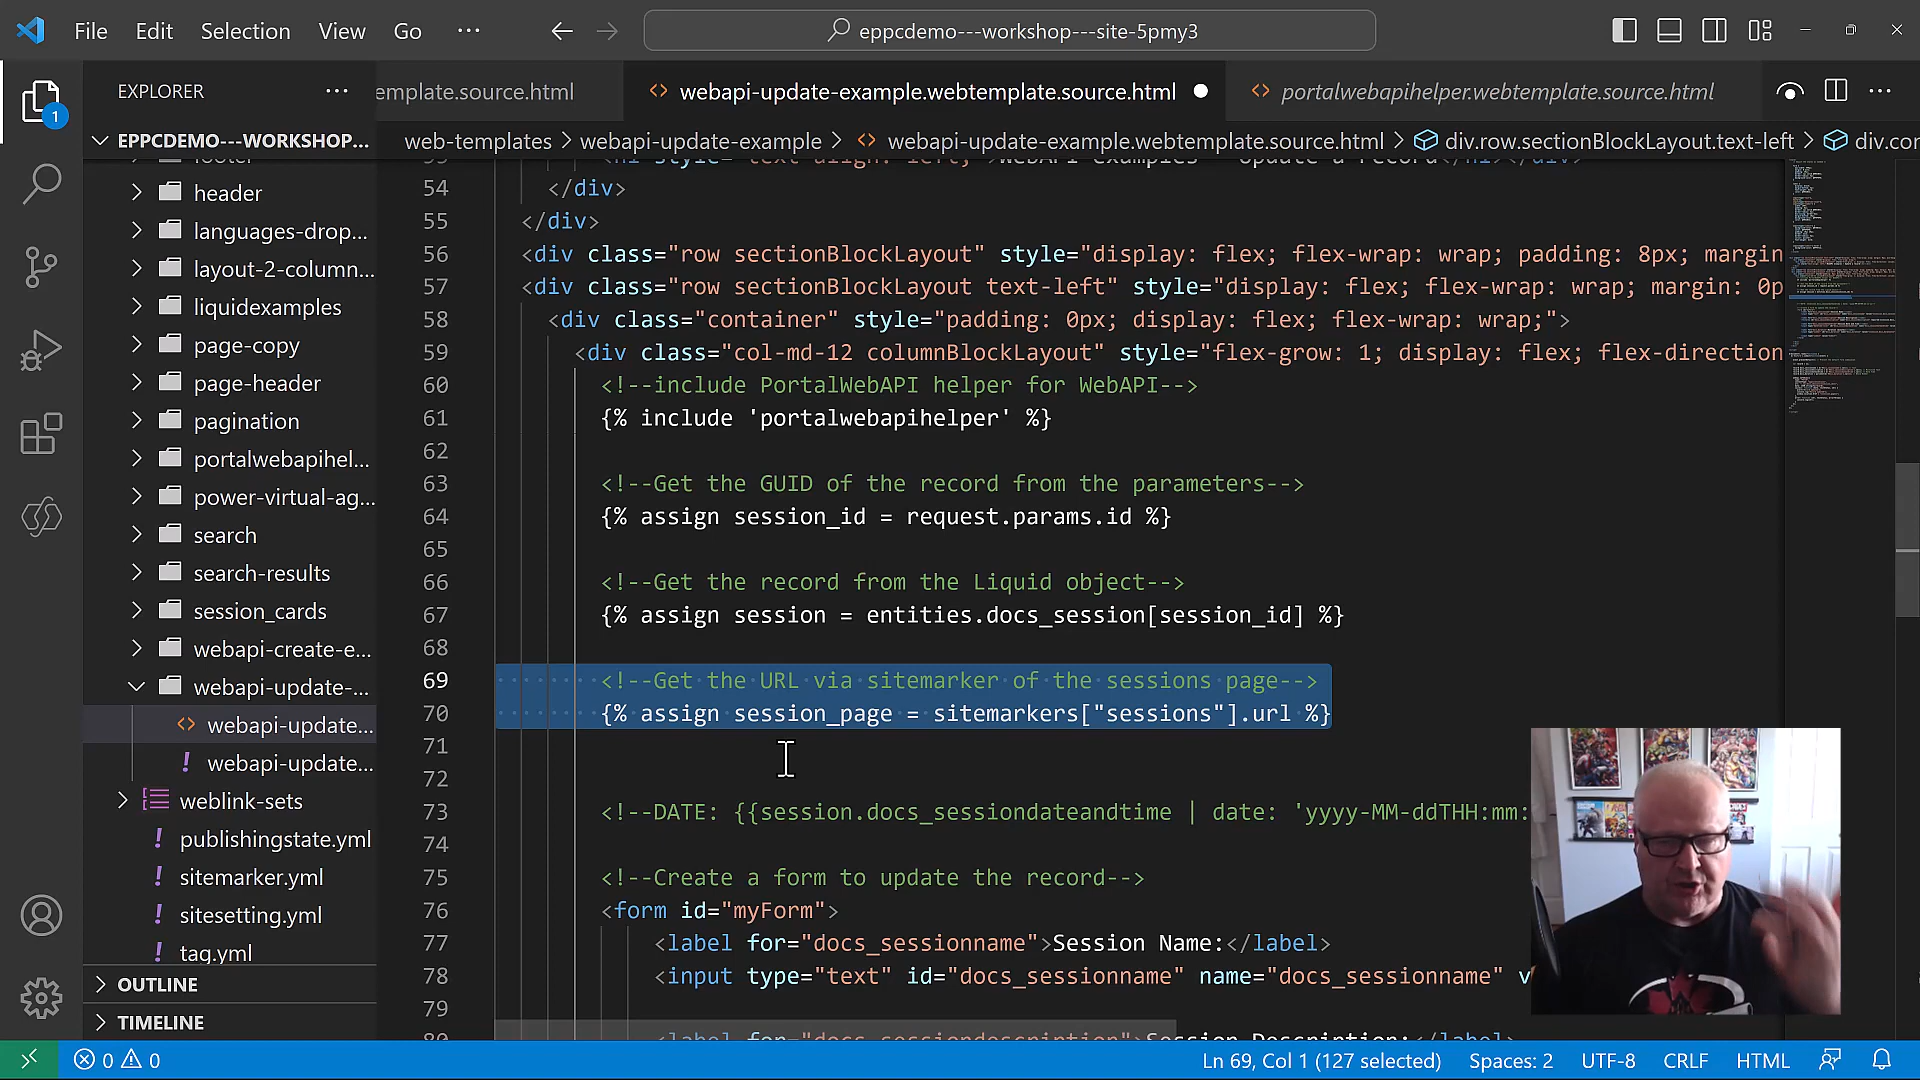 File Edit Selection View Go ··· eppcdemo---workshop---site-5pmy3
1
EXPLORER ···
emplate.source.html
webapi-update-example.webtemplate.source.html
portalwebapihelper.webtemplate.source.html
EPPCDEMO---WORKSHOP...
web-templates > webapi-update-example > webapi-update-example.webtemplate.source.html > div.row.sectionBlockLayout.text-left > div.cor
footer
header
languages-drop...
layout-2-column...
liquidexamples
page-copy
page-header
pagination
portalwebapihel...
power-virtual-ag...
search
search-results
session_cards
webapi-create-e...
webapi-update-...
webapi-update...
! webapi-update...
weblink-sets
! publishingstate.yml
! sitemarker.yml
! sitesetting.yml
! tag.yml
OUTLINE
TIMELINE
54 </div>
55 </div>
56 <div class="row sectionBlockLayout" style="display: flex; flex-wrap: wrap; padding: 8px; margin
57 <div class="row sectionBlockLayout text-left" style="display: flex; flex-wrap: wrap; margin: 0p
58 <div class="container" style="padding: 0px; display: flex; flex-wrap: wrap;">
59 <div class="col-md-12 columnBlockLayout" style="flex-grow: 1; display: flex; flex-direction
60 <!--include PortalWebAPI helper for WebAPI-->
61 {% include 'portalwebapihelper' %}
62
63 <!--Get the GUID of the record from the parameters-->
64 {% assign session_id = request.params.id %}
65
66 <!--Get the record from the Liquid object-->
67 {% assign session = entities.docs_session[session_id] %}
68
69 <!--Get the URL via sitemarker of the sessions page-->
70 {% assign session_page = sitemarkers["sessions"].url %}
71
72
73 <!--DATE: {{session.docs_sessiondateandtime | date: 'yyyy-MM-ddTHH:mm:
74
75 <!--Create a form to update the record-->
76 <form id="myForm">
77 <label for="docs_sessionname">Session Name:</label>
78 <input type="text" id="docs_sessionname" name="docs_sessionname" v
79
80 <label for="docs_sessiondescription">Session Description:</label>
0 0 Ln 69, Col 1 (127 selected) Spaces: 2 UTF-8 CRLF HTML